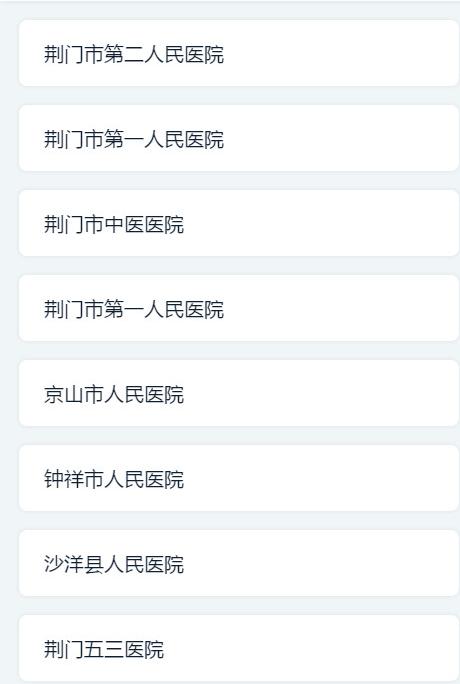 荆门市第二人民医院
荆门市第一人民医院
荆门市中医医院
荆门市第一人民医院
京山市人民医院
钟祥市人民医院
沙洋县人民医院
荆门五三医院